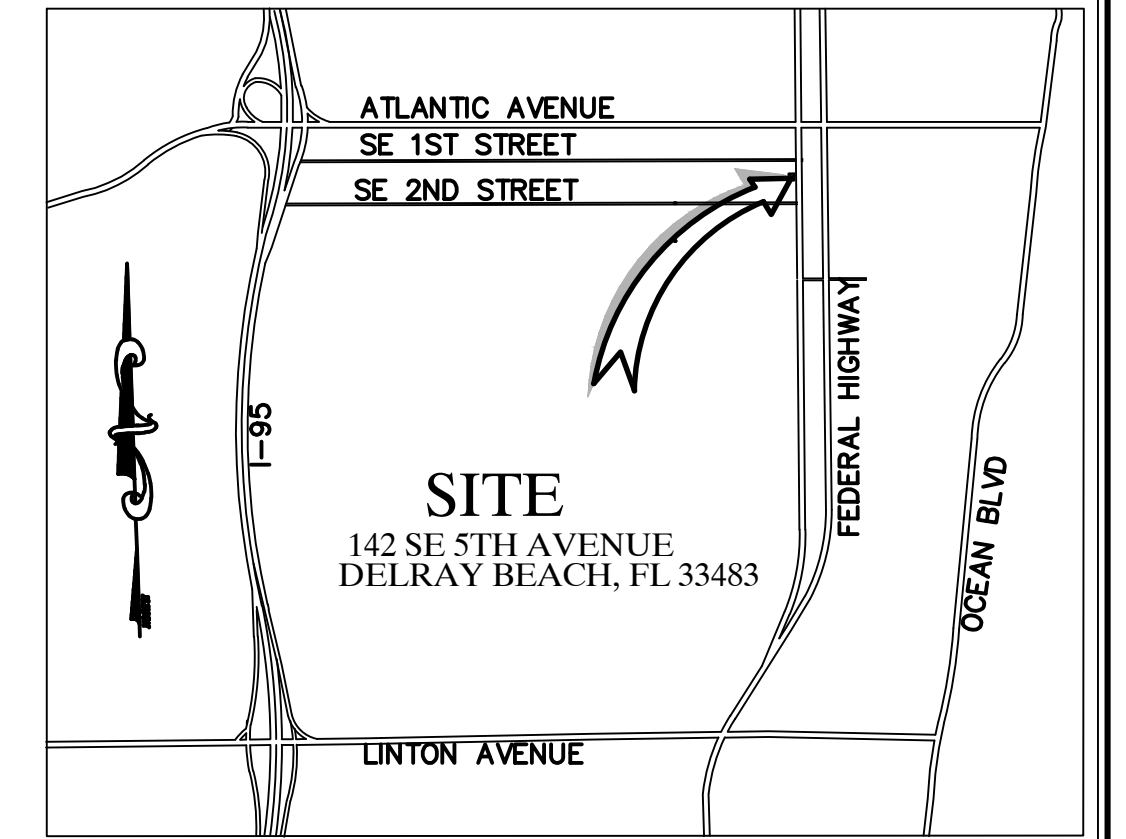 ATLANTIC AVENUE
SE 1ST STREET
SE 2ND STREET
FEDERAL HIGHWAY
I-95
OCEAN BLVD
SITE
142 SE 5TH AVENUE
DELRAY BEACH, FL 33483
LINTON AVENUE